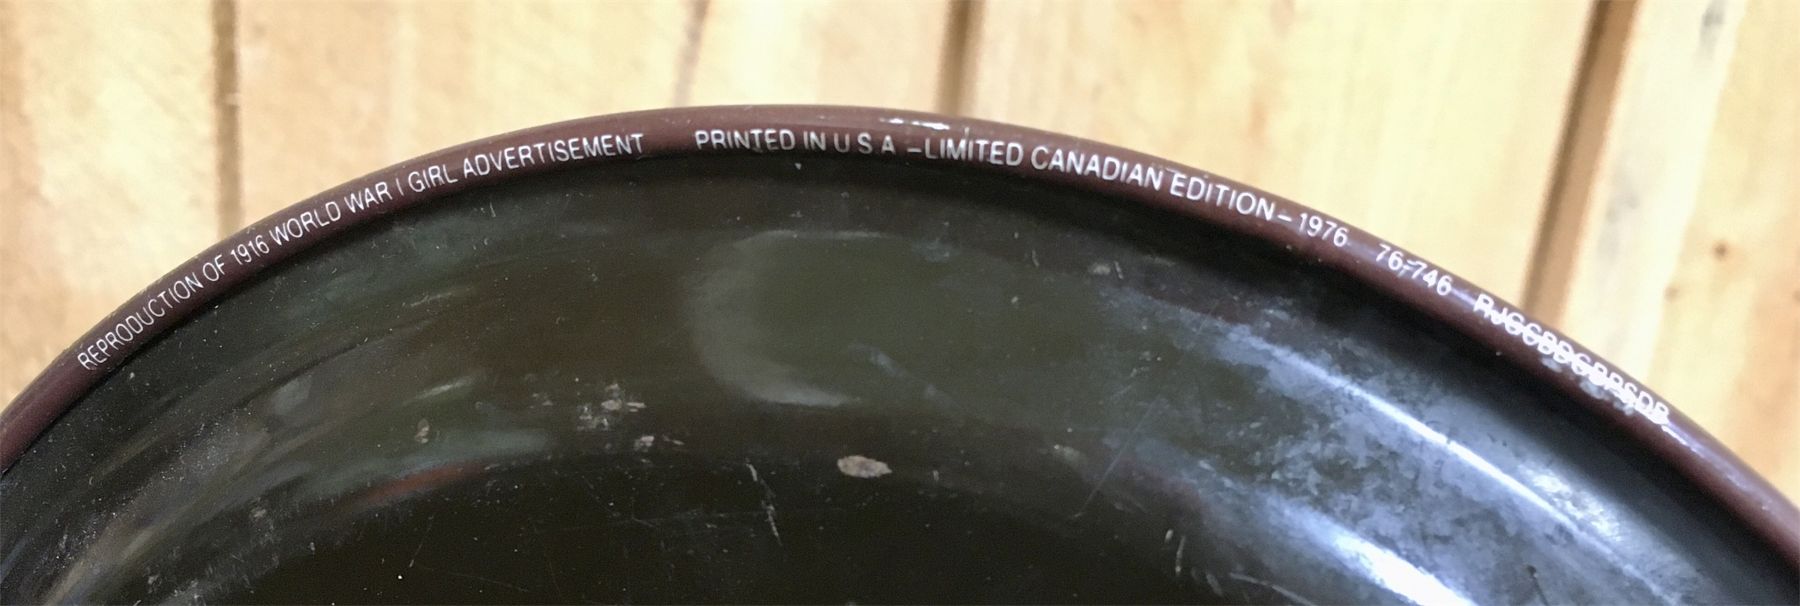 REPRODUCTION OF 1916 WORLD WAR I GIRL ADVERTISEMENT PRINTED IN U S A -LIMITED CANADIAN EDITION-1976 76-746